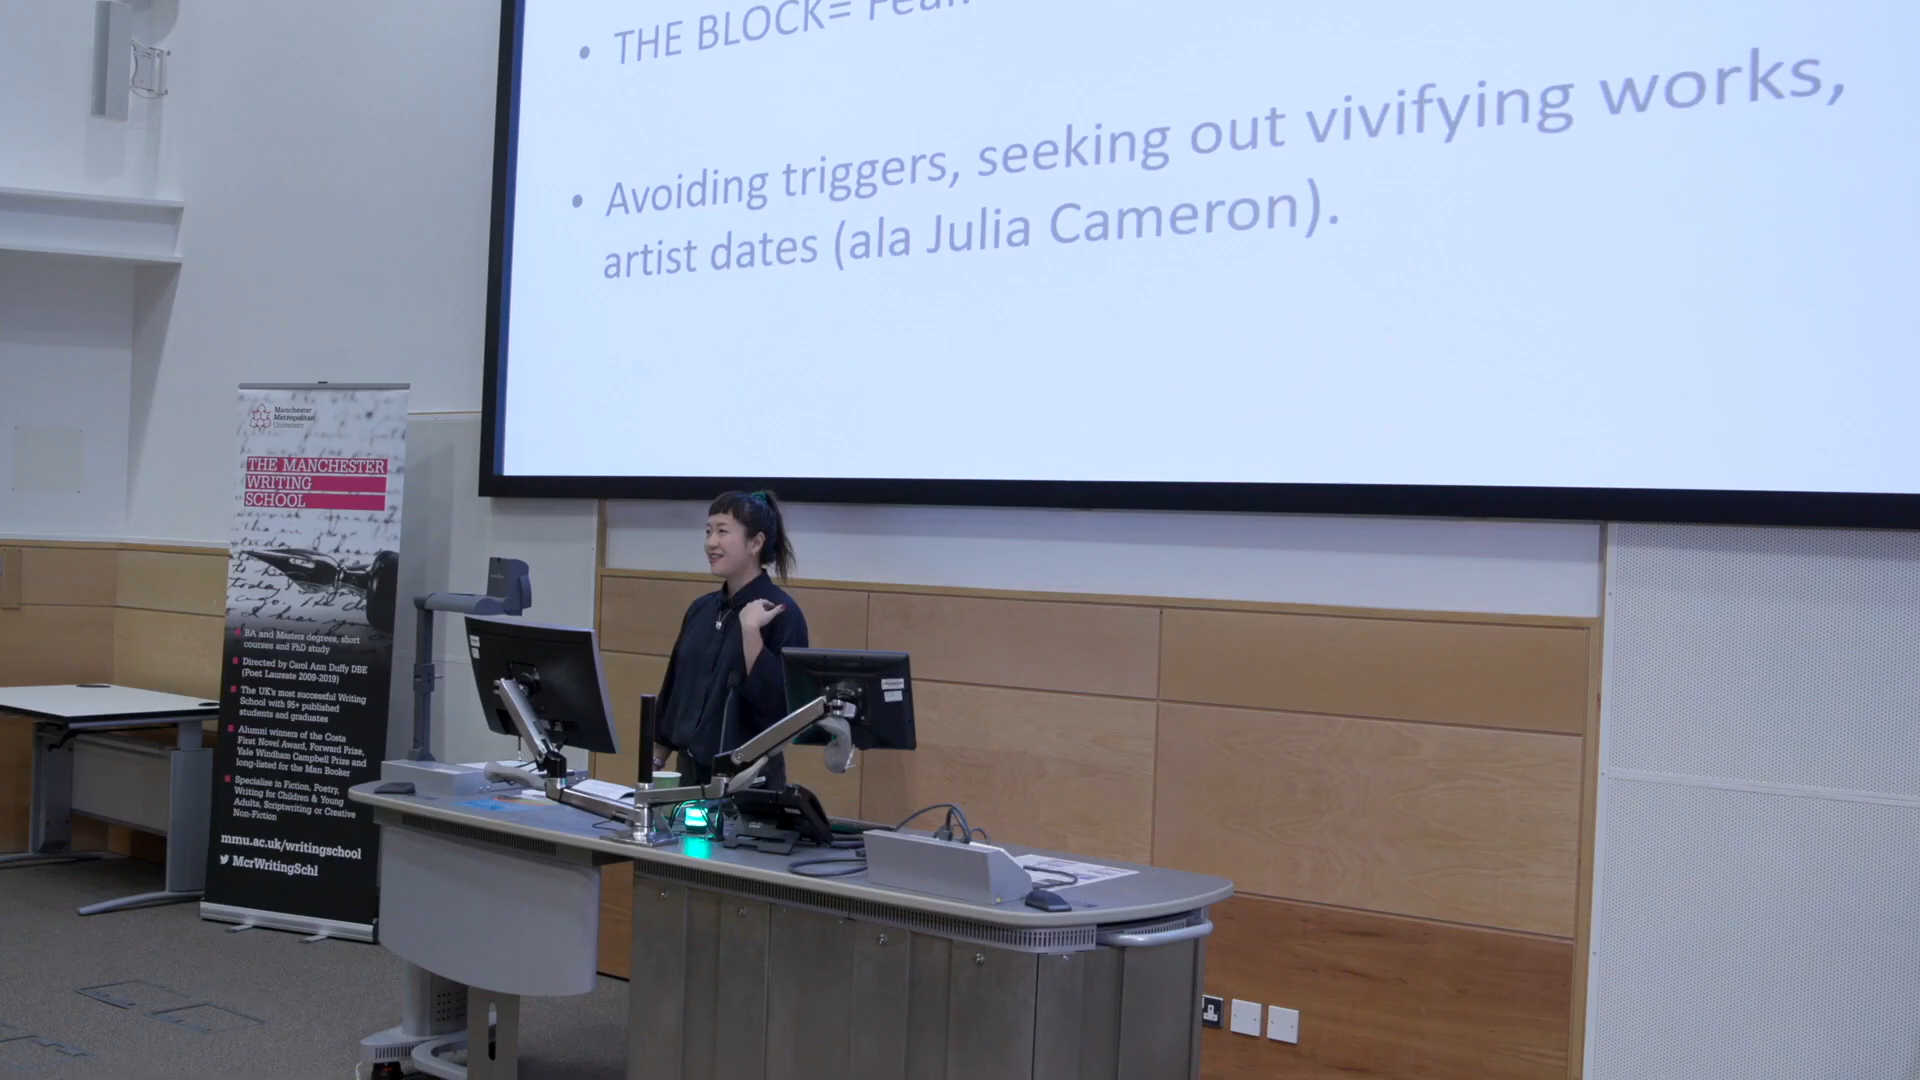 • THE BLOCK= Fear.
• Avoiding triggers, seeking out vivifying works,
artist dates (ala Julia Cameron).
Manchester
Metropolitan
University
THE MANCHESTER
WRITING
SCHOOL
BA and Masters degrees, short
courses and PhD study
Directed by Carol Ann Duffy DBE
(Poet Laureate 2009-2019)
The UK's most successful Writing
School with 95+ published
students and graduates
Alumni winners of the Costa
First Novel Award, Forward Prize,
Yale Windham Campbell Prize and
long-listed for the Man Booker
Specialise in Fiction, Poetry,
Writing for Children & Young
Adults, Scriptwriting or Creative
Non-Fiction
mmu.ac.uk/writingschool
McrWritingSchl